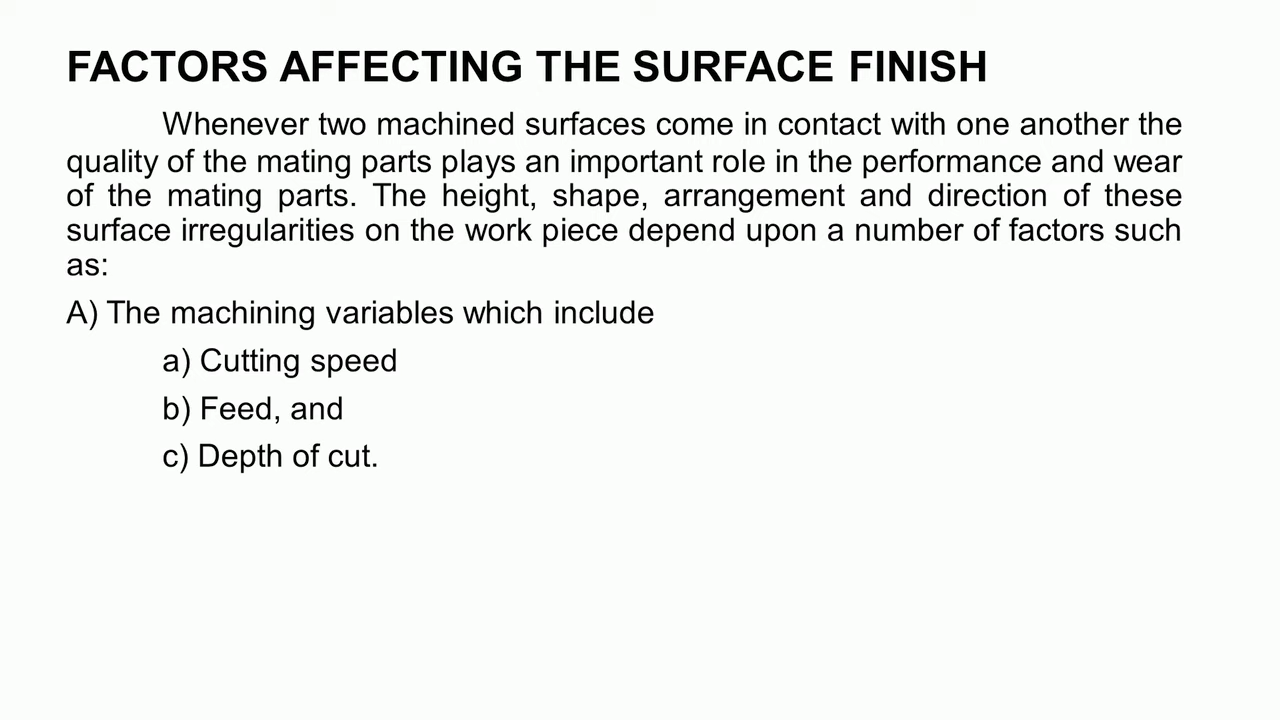 FACTORS AFFECTING THE SURFACE FINISH
Whenever two machined surfaces come in contact with one another the
quality of the mating parts plays an important role in the performance and wear
of the mating parts. The height, shape, arrangement and direction of these
surface irregularities on the work piece depend upon a number of factors such
as:
A) The machining variables which include
a) Cutting speed
b) Feed, and
c) Depth of cut.